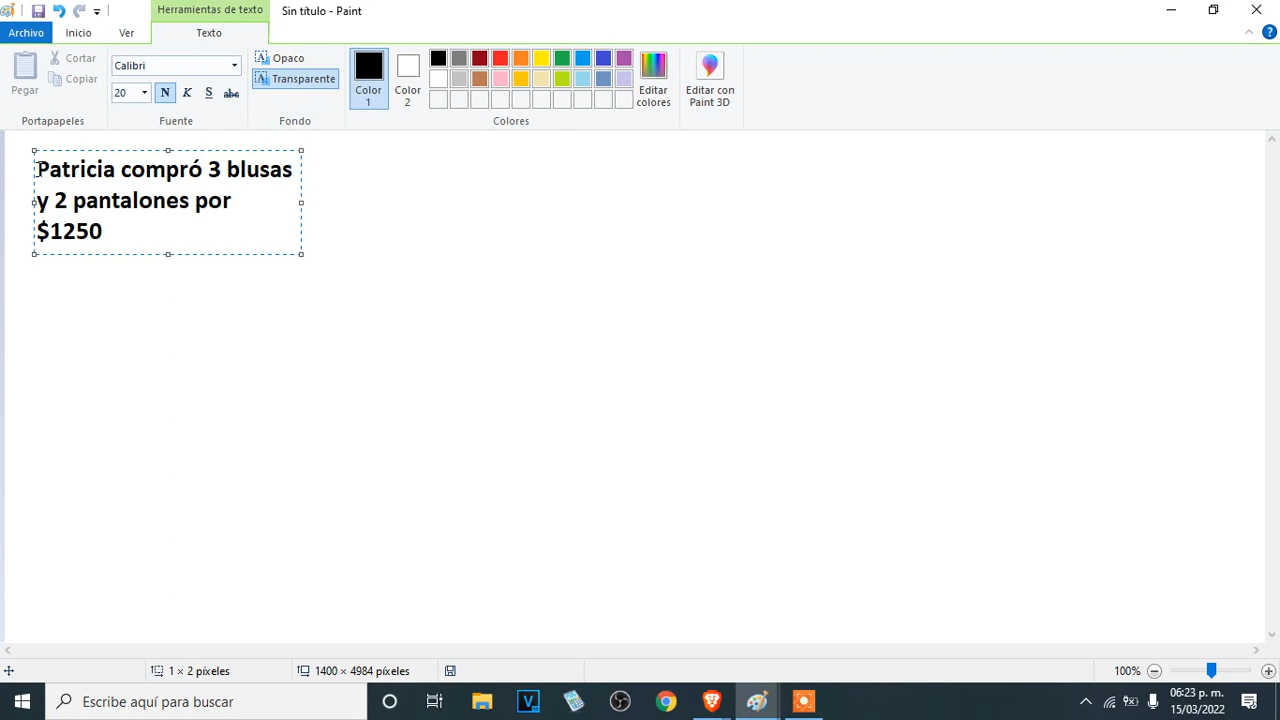 Herramientas de texto
Sin título - Paint
Archivo
Inicio
Ver
Texto
Pegar
Cortar
Copiar
Portapapeles
Calibri
20
N
K
S
abc
Fuente
A Opaco
A Transparente
Fondo
Color 1
Color 2
Colores
Editar colores
Editar con Paint 3D
Patricia compró 3 blusas
y 2 pantalones por
$1250
1 × 2 píxeles
1400 × 4984 píxeles
100%
Escribe aquí para buscar
06:23 p. m.
15/03/2022